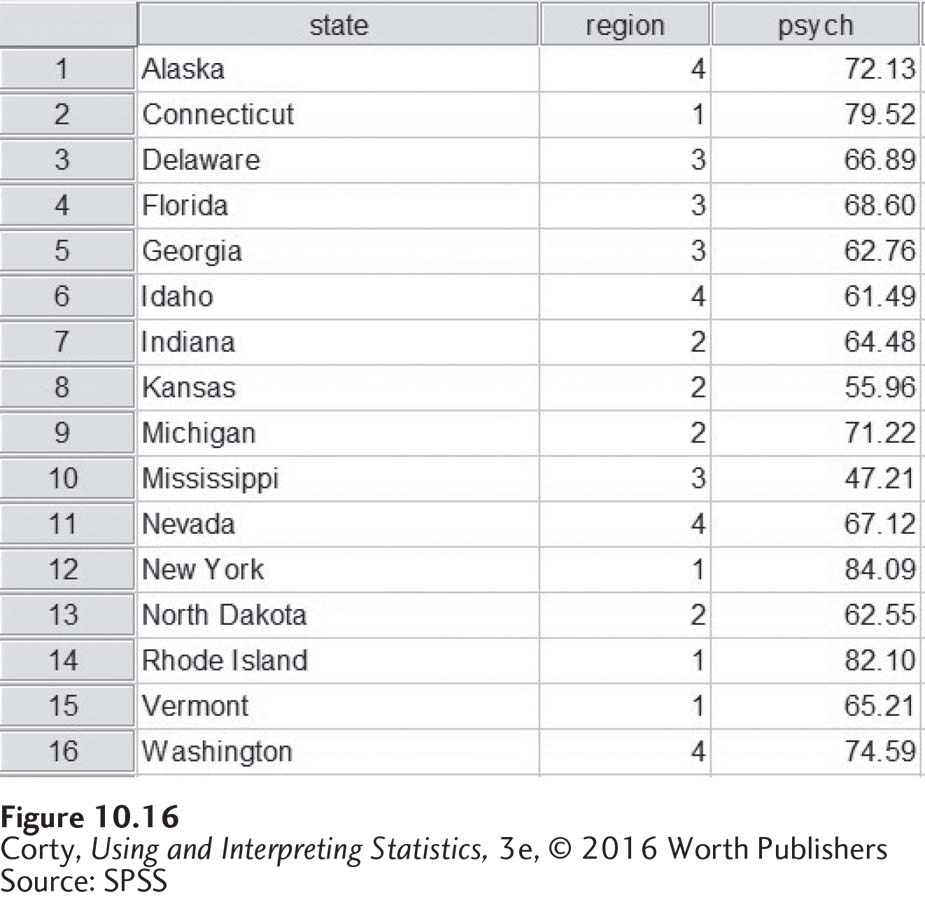 state region psych
1 Alaska 4 72.13
2 Connecticut 1 79.52
3 Delaware 3 66.89
4 Florida 3 68.60
5 Georgia 3 62.76
6 Idaho 4 61.49
7 Indiana 2 64.48
8 Kansas 2 55.96
9 Michigan 2 71.22
10 Mississippi 3 47.21
11 Nevada 4 67.12
12 New York 1 84.09
13 North Dakota 2 62.55
14 Rhode Island 1 82.10
15 Vermont 1 65.21
16 Washington 4 74.59
Figure 10.16
Corty, Using and Interpreting Statistics, 3e, © 2016 Worth Publishers
Source: SPSS